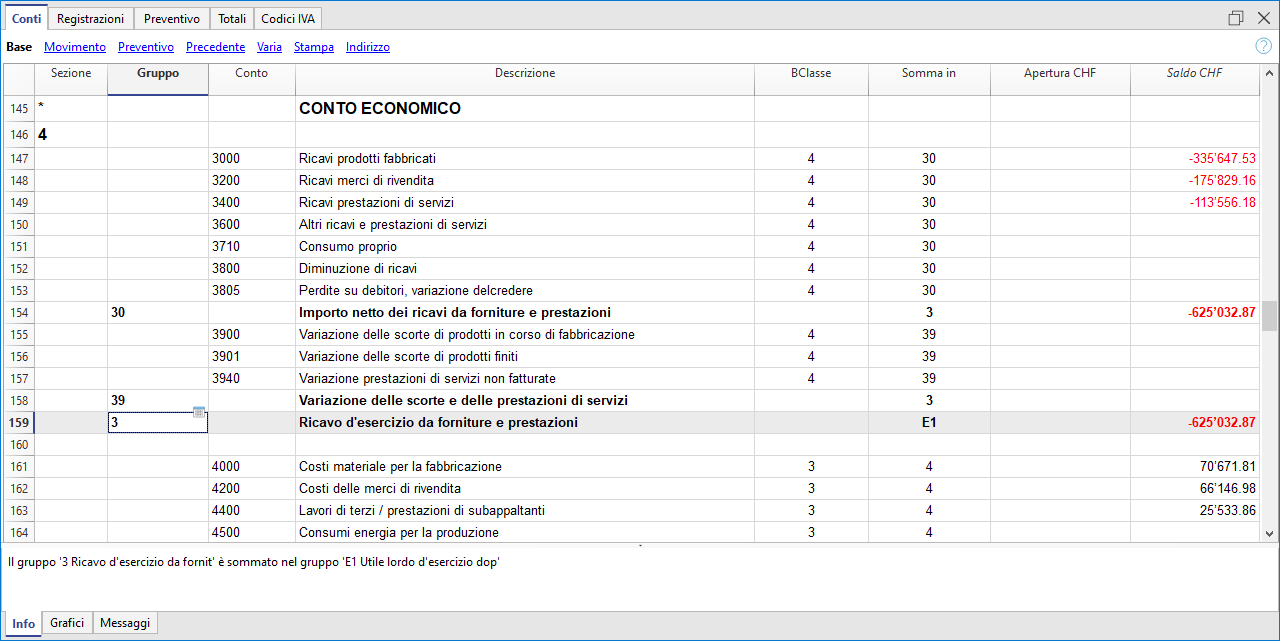 Conti Registrazioni Preventivo Totali Codici IVA
Base Movimento Preventivo Precedente Varia Stampa Indirizzo ?
Sezione Gruppo Conto Descrizione BClasse Somma in Apertura CHF Saldo CHF
145 * CONTO ECONOMICO
146 4
147 3000 Ricavi prodotti fabbricati 4 30 -335'647.53
148 3200 Ricavi merci di rivendita 4 30 -175'829.16
149 3400 Ricavi prestazioni di servizi 4 30 -113'556.18
150 3600 Altri ricavi e prestazioni di servizi 4 30
151 3710 Consumo proprio 4 30
152 3800 Diminuzione di ricavi 4 30
153 3805 Perdite su debitori, variazione delcredere 4 30
154 30 Importo netto dei ricavi da forniture e prestazioni 3 -625'032.87
155 3900 Variazione delle scorte di prodotti in corso di fabbricazione 4 39
156 3901 Variazione delle scorte di prodotti finiti 4 39
157 3940 Variazione prestazioni di servizi non fatturate 4 39
158 39 Variazione delle scorte e delle prestazioni di servizi 3
159 3 Ricavo d'esercizio da forniture e prestazioni E1 -625'032.87
160
161 4000 Costi materiale per la fabbricazione 3 4 70'671.81
162 4200 Costi delle merci di rivendita 3 4 66'146.98
163 4400 Lavori di terzi / prestazioni di subappaltanti 3 4 25'533.86
164 4500 Consumi energia per la produzione 3 4
Il gruppo '3 Ricavo d'esercizio da fornit' è sommato nel gruppo 'E1 Utile lordo d'esercizio dop'
Info Grafici Messaggi